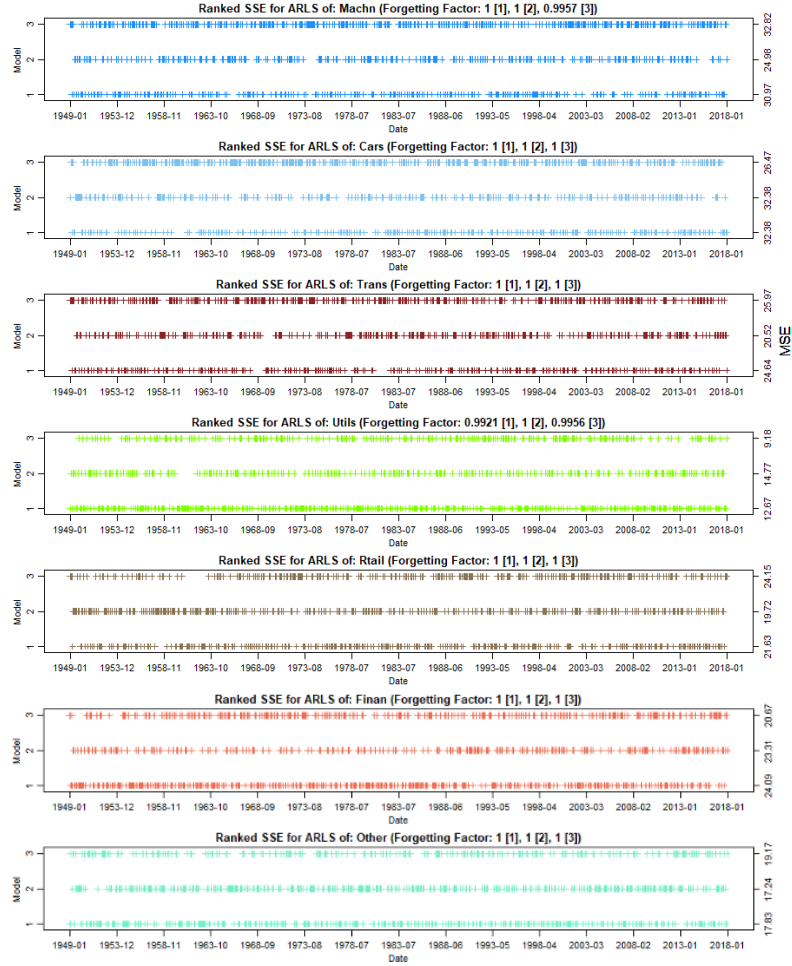 Ranked SSE for ARLS of: Machn (Forgetting Factor: 1 [1], 1 [2], 0.9957 [3])
Model
3
2
1
32.82
24.98
30.97
1949-01 1953-12 1958-11 1963-10 1968-09 1973-08 1978-07 1983-07 1988-06 1993-05 1998-04 2003-03 2008-02 2013-01 2018-01
Date
Ranked SSE for ARLS of: Cars (Forgetting Factor: 1 [1], 1 [2], 1 [3])
Model
3
2
1
26.47
32.38
32.38
1949-01 1953-12 1958-11 1963-10 1968-09 1973-08 1978-07 1983-07 1988-06 1993-05 1998-04 2003-03 2008-02 2013-01 2018-01
Date
Ranked SSE for ARLS of: Trans (Forgetting Factor: 1 [1], 1 [2], 1 [3])
Model
3
2
1
25.97
20.52
24.64
MSE
1949-01 1953-12 1958-11 1963-10 1968-09 1973-08 1978-07 1983-07 1988-06 1993-05 1998-04 2003-03 2008-02 2013-01 2018-01
Date
Ranked SSE for ARLS of: Utils (Forgetting Factor: 0.9921 [1], 1 [2], 0.9956 [3])
Model
3
2
1
9.18
14.77
12.67
1949-01 1953-12 1958-11 1963-10 1968-09 1973-08 1978-07 1983-07 1988-06 1993-05 1998-04 2003-03 2008-02 2013-01 2018-01
Date
Ranked SSE for ARLS of: Rtail (Forgetting Factor: 1 [1], 1 [2], 1 [3])
Model
3
2
1
24.15
19.72
21.63
1949-01 1953-12 1958-11 1963-10 1968-09 1973-08 1978-07 1983-07 1988-06 1993-05 1998-04 2003-03 2008-02 2013-01 2018-01
Date
Ranked SSE for ARLS of: Finan (Forgetting Factor: 1 [1], 1 [2], 1 [3])
Model
3
2
1
20.67
23.31
24.09
1949-01 1953-12 1958-11 1963-10 1968-09 1973-08 1978-07 1983-07 1988-06 1993-05 1998-04 2003-03 2008-02 2013-01 2018-01
Date
Ranked SSE for ARLS of: Other (Forgetting Factor: 1 [1], 1 [2], 1 [3])
Model
3
2
1
19.17
17.24
17.83
1949-01 1953-12 1958-11 1963-10 1968-09 1973-08 1978-07 1983-07 1988-06 1993-05 1998-04 2003-03 2008-02 2013-01 2018-01
Date